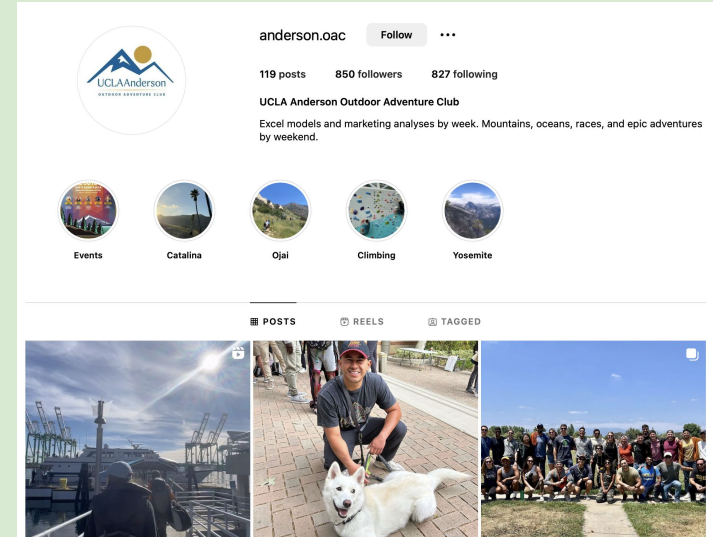 anderson.oac Follow
119 posts 850 followers 827 following
UCLA Anderson Outdoor Adventure Club
Excel models and marketing analyses by week. Mountains, oceans, races, and epic adventures
by weekend.
UCLAAnderson
OUTDOOR ADVENTURE CLUB
Events Catalina Ojai Climbing Yosemite
POSTS REELS TAGGED